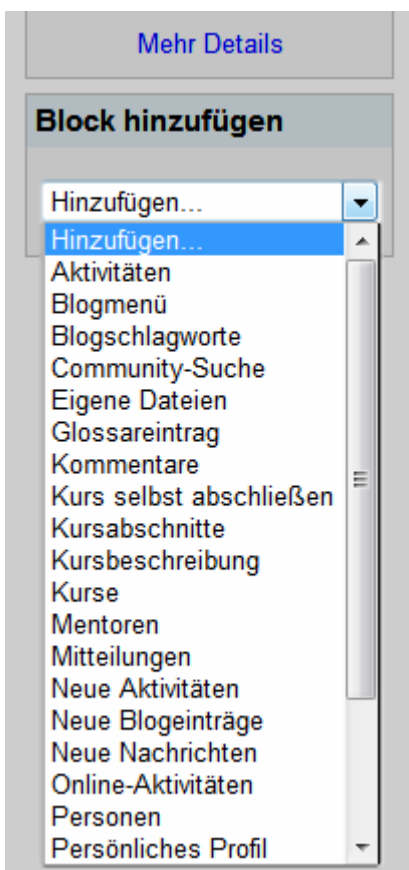 Mehr Details
Block hinzufügen
Hinzufügen...
Hinzufügen...
Aktivitäten
Blogmenü
Blogschlagworte
Community-Suche
Eigene Dateien
Glossareintrag
Kommentare
Kurs selbst abschließen
Kursabschnitte
Kursbeschreibung
Kurse
Mentoren
Mitteilungen
Neue Aktivitäten
Neue Blogeinträge
Neue Nachrichten
Online-Aktivitäten
Personen
Persönliches Profil